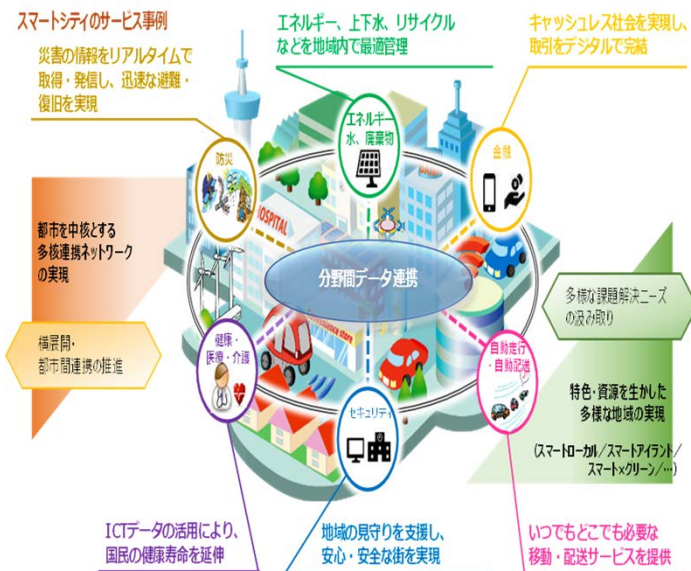 スマートシティのサービス事例
災害の情報をリアルタイムで
取得・発信し、迅速な避難・
復旧を実現
エネルギー、上下水、リサイクル
などを地域内で最適管理
キャッシュレス社会を実現し、
取引をデジタルで完結
防災
エネルギー
水、廃棄物
金融
HOSPITAL
都市を中核とする
多核連携ネットワーク
の実現
分野間データ連携
多様な課題解決ニーズ
の汲み取り
横展開・
都市間連携の推進
健康・
医療・介護
セキュリティ
自動走行
・自動配送
特色・資源を生かした
多様な地域の実現
(スマートローカル/スマートアイランド/
スマート×クリーン/…)
ICTデータの活用により、
国民の健康寿命を延伸
地域の見守りを支援し、
安心・安全な街を実現
いつでもどこでも必要な
移動・配送サービスを提供